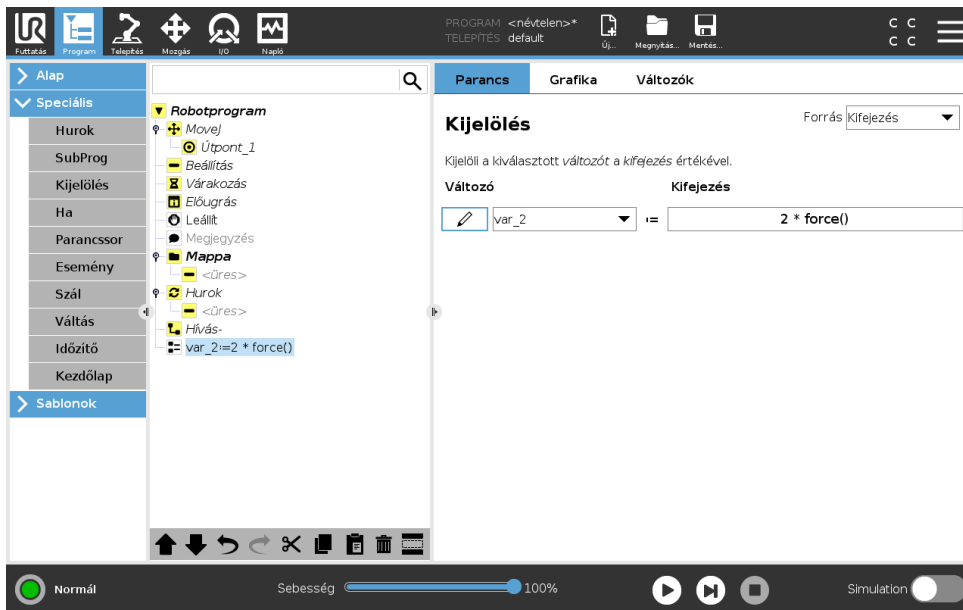 UR
PROGRAM <névtelen>*
TELEPÍTÉS default
C C
C C
Futtatás Program Telepítés Mozgás I/O Napló Új... Megnyitás... Mentés...
Alap
Speciális
Hurok
SubProg
Kijelölés
Ha
Parancssor
Esemény
Szál
Váltás
Időzítő
Kezdőlap
Sablonok
Robotprogram
MoveJ
Útpont_1
Beállítás
Várakozás
Előugrás
Leállít
Megjegyzés
Mappa
<üres>
Hurok
<üres>
Hívás-
var_2:=2 * force()
Parancs Grafika Változók
Kijelölés
Forrás Kifejezés
Kijelöli a kiválasztott változót a kifejezés értékével.
Változó Kifejezés
var_2 := 2 * force()
Normál Sebesség 100% Simulation